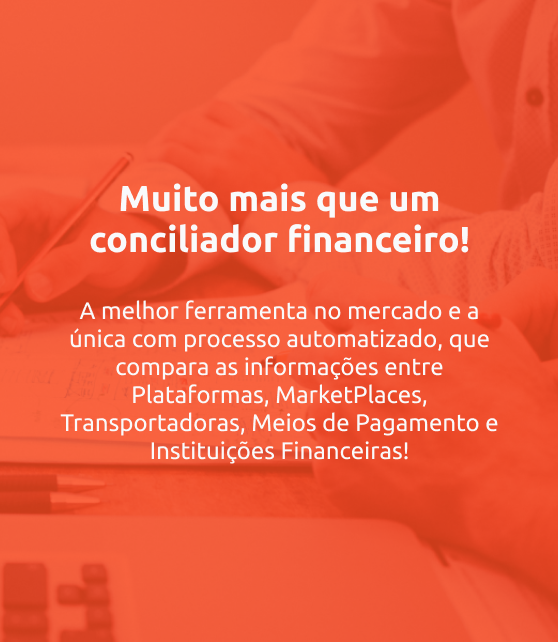 Muito mais que um
conciliador financeiro!
A melhor ferramenta no mercado e a
única com processo automatizado, que
compara as informações entre
Plataformas, MarketPlaces,
Transportadoras, Meios de Pagamento e
Instituições Financeiras!